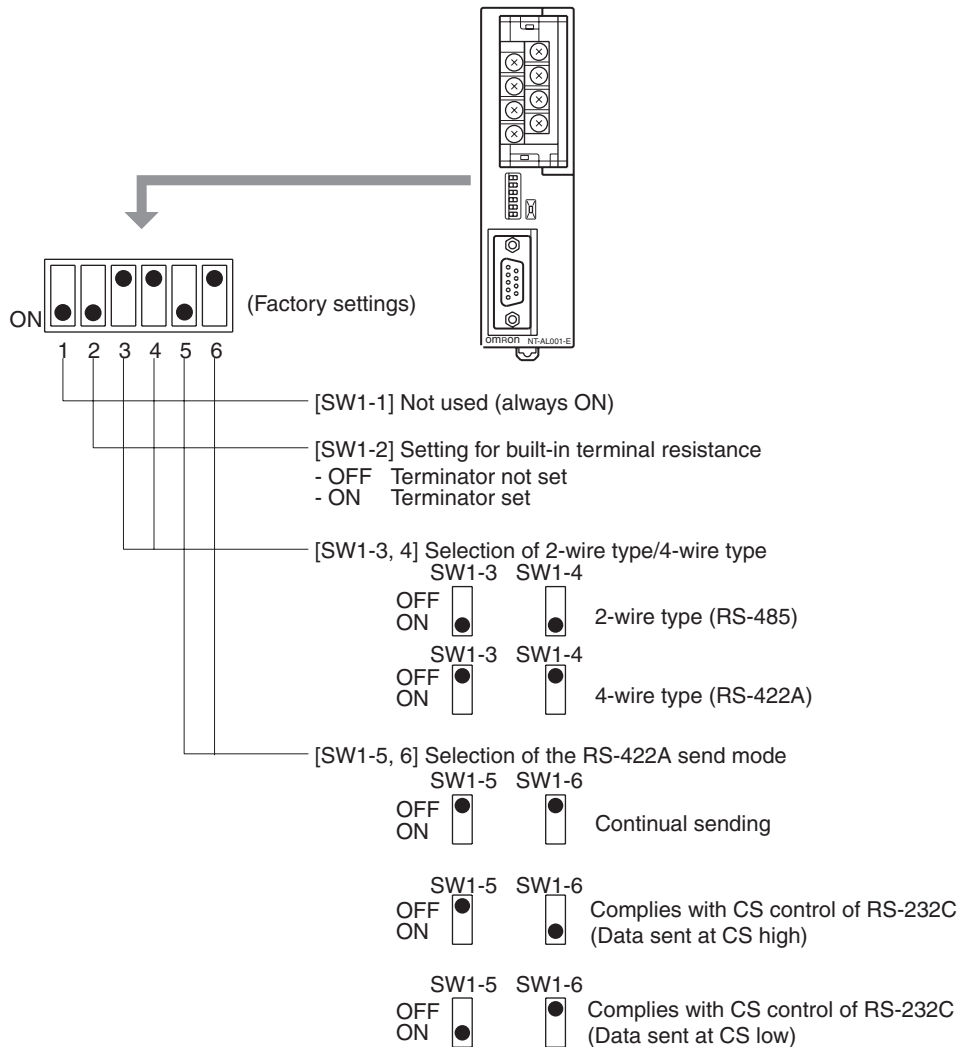 OMRON NT-AL001-E
ON
(Factory settings)
1 2 3 4 5 6
[SW1-1] Not used (always ON)
[SW1-2] Setting for built-in terminal resistance
- OFF Terminator not set
- ON Terminator set
[SW1-3, 4] Selection of 2-wire type/4-wire type
SW1-3 SW1-4
OFF
ON
2-wire type (RS-485)
SW1-3 SW1-4
OFF
ON
4-wire type (RS-422A)
[SW1-5, 6] Selection of the RS-422A send mode
SW1-5 SW1-6
OFF
ON
Continual sending
SW1-5 SW1-6
OFF
ON
Complies with CS control of RS-232C
(Data sent at CS high)
SW1-5 SW1-6
OFF
ON
Complies with CS control of RS-232C
(Data sent at CS low)